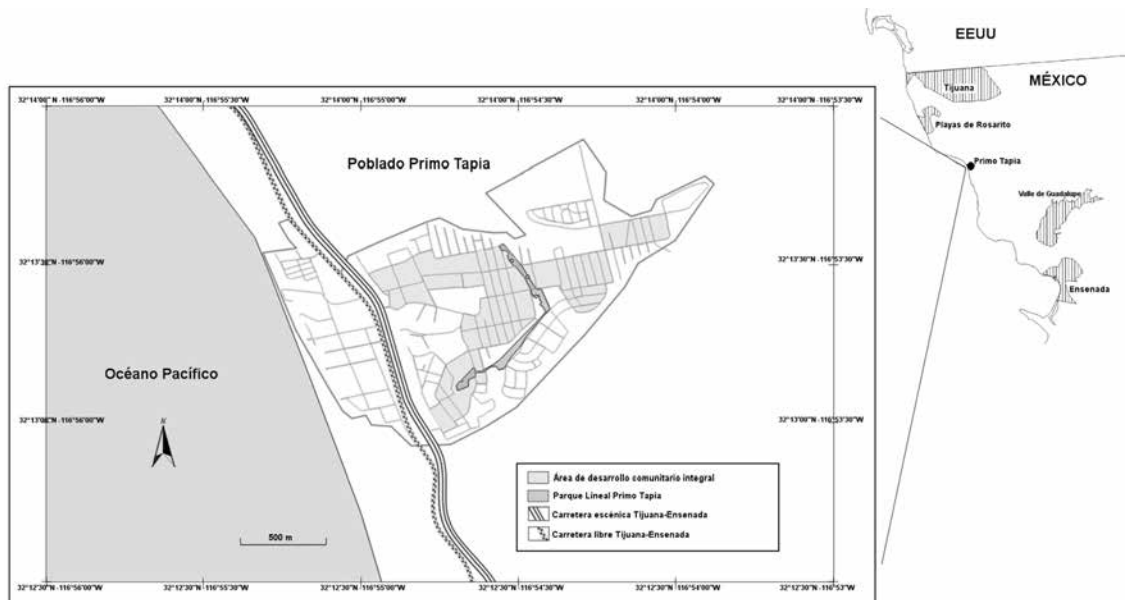 EEUU
MÉXICO
Tijuana
Playas de Rosarito
Primo Tapia
Valle de Guadalupe
Ensenada
32°14'00"N -116°56'00"W
32°14'00"N -116°55'30"W
32°14'00"N -116°55'00"W
32°14'00"N -116°54'30"W
32°14'00"N -116°54'00"W
32°14'00"N -116°53'30"W
Poblado Primo Tapia
32°13'30"N -116°56'00"W
32°13'30"N -116°53'30"W
Océano Pacífico
32°13'00"N -116°56'00"W
32°13'00"N -116°53'30"W
N
Área de desarrollo comunitario integral
Parque Lineal Primo Tapia
Carretera escénica Tijuana-Ensenada
Carretera libre Tijuana-Ensenada
500 m
32°12'30"N -116°56'00"W
32°12'30"N -116°55'30"W
32°12'30"N -116°55'00"W
32°12'30"N -116°54'30"W
32°12'30"N -116°54'00"W
32°12'30"N -116°53'W